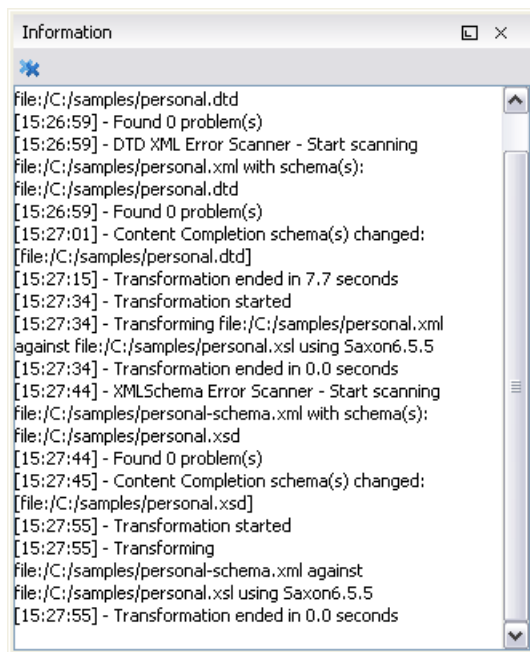 Information
file:/C:/samples/personal.dtd
[15:26:59] - Found 0 problem(s)
[15:26:59] - DTD XML Error Scanner - Start scanning
file:/C:/samples/personal.xml with schema(s):
file:/C:/samples/personal.dtd
[15:26:59] - Found 0 problem(s)
[15:27:01] - Content Completion schema(s) changed:
[file:/C:/samples/personal.dtd]
[15:27:15] - Transformation ended in 7.7 seconds
[15:27:34] - Transformation started
[15:27:34] - Transforming file:/C:/samples/personal.xml
against file:/C:/samples/personal.xsl using Saxon6.5.5
[15:27:34] - Transformation ended in 0.0 seconds
[15:27:44] - XMLSchema Error Scanner - Start scanning
file:/C:/samples/personal-schema.xml with schema(s):
file:/C:/samples/personal.xsd
[15:27:44] - Found 0 problem(s)
[15:27:45] - Content Completion schema(s) changed:
[file:/C:/samples/personal.xsd]
[15:27:55] - Transformation started
[15:27:55] - Transforming
file:/C:/samples/personal-schema.xml against
file:/C:/samples/personal.xsl using Saxon6.5.5
[15:27:55] - Transformation ended in 0.0 seconds